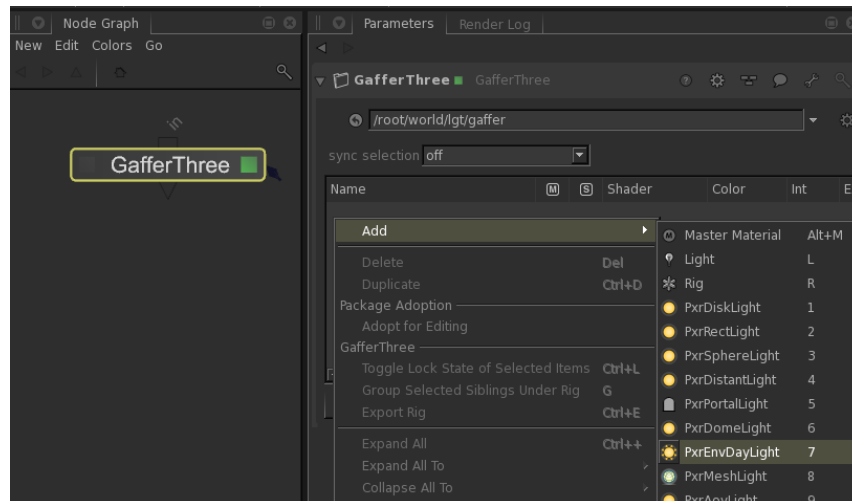 Node Graph
New Edit Colors Go
in
GafferThree
Parameters Render Log
GafferThree GafferThree
/root/world/lgt/gaffer
sync selection off
Name M S Shader Color Int E
Add
Delete Del
Duplicate Ctrl+D
Package Adoption
Adopt for Editing
GafferThree
Toggle Lock State of Selected Items Ctrl+L
Group Selected Siblings Under Rig G
Export Rig Ctrl+E
Expand All Ctrl++
Expand All To
Collapse All To
M Master Material Alt+M
Light L
Rig R
PxrDiskLight 1
PxrRectLight 2
PxrSphereLight 3
PxrDistantLight 4
PxrPortalLight 5
PxrDomeLight 6
PxrEnvDayLight 7
PxrMeshLight 8
PxrAovLight 9